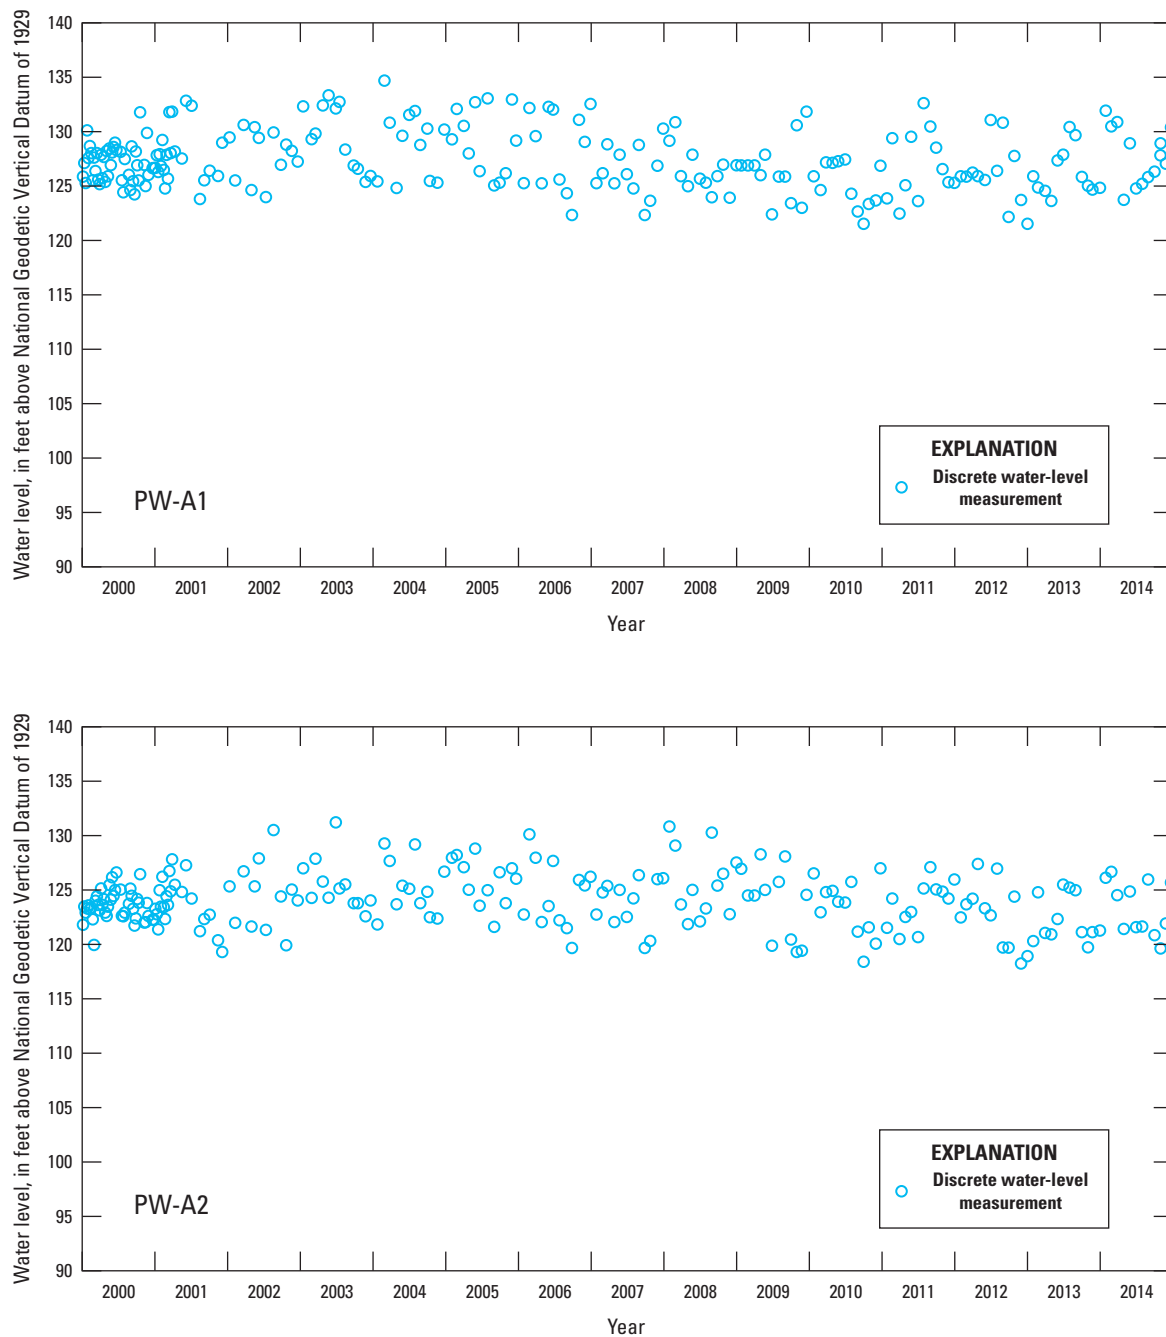 Water level, in feet above National Geodetic Vertical Datum of 1929
140
135
130
125
120
115
110
105
100
95
90
PW-A1
EXPLANATION
Discrete water-level
measurement
2000 2001 2002 2003 2004 2005 2006 2007 2008 2009 2010 2011 2012 2013 2014
Year
Water level, in feet above National Geodetic Vertical Datum of 1929
140
135
130
125
120
115
110
105
100
95
90
PW-A2
EXPLANATION
Discrete water-level
measurement
2000 2001 2002 2003 2004 2005 2006 2007 2008 2009 2010 2011 2012 2013 2014
Year